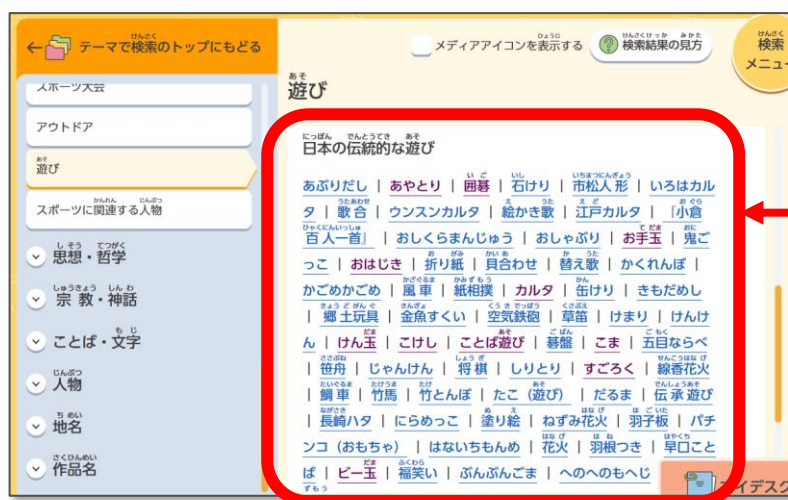 テーマで検索のトップにもどる
メディアアイコンを表示する
検索結果の見方
検索
メニュー
スポーツ大会
アウトドア
遊び
スポーツに関連する人物
思想・哲学
宗教・神話
ことば・文字
人物
地名
作品名
遊び
日本の伝統的な遊び
あぶりだし | あやとり | 囲碁 | 石けり | 市松人形 | いろはカル
タ | 歌合 | ウンスンカルタ | 絵かき歌 | 江戸カルタ | 『小倉
百人一首』 | おしくらまんじゅう | おしゃぶり | お手玉 | 鬼ご
っこ | おはじき | 折り紙 | 貝合わせ | 替え歌 | かくれんぼ |
かごめかごめ | 風車 | 紙相撲 | カルタ | 缶けり | きもだめし
| 郷土玩具 | 金魚すくい | 空気鉄砲 | 草笛 | けまり | けんけ
ん | けん玉 | こけし | ことば遊び | 碁盤 | こま | 五目ならべ
| 笹舟 | じゃんけん | 将棋 | しりとり | すごろく | 線香花火
| 鯛車 | 竹馬 | 竹とんぼ | たこ（遊び） | だるま | 伝承遊び
| 長崎ハタ | にらめっこ | 塗り絵 | ねずみ花火 | 羽子板 | パチ
ンコ（おもちゃ） | はないちもんめ | 花火 | 羽根つき | 早口こと
ば | ビー玉 | 福笑い | ぶんぶんごま | へのへのもへじ
マイデスク